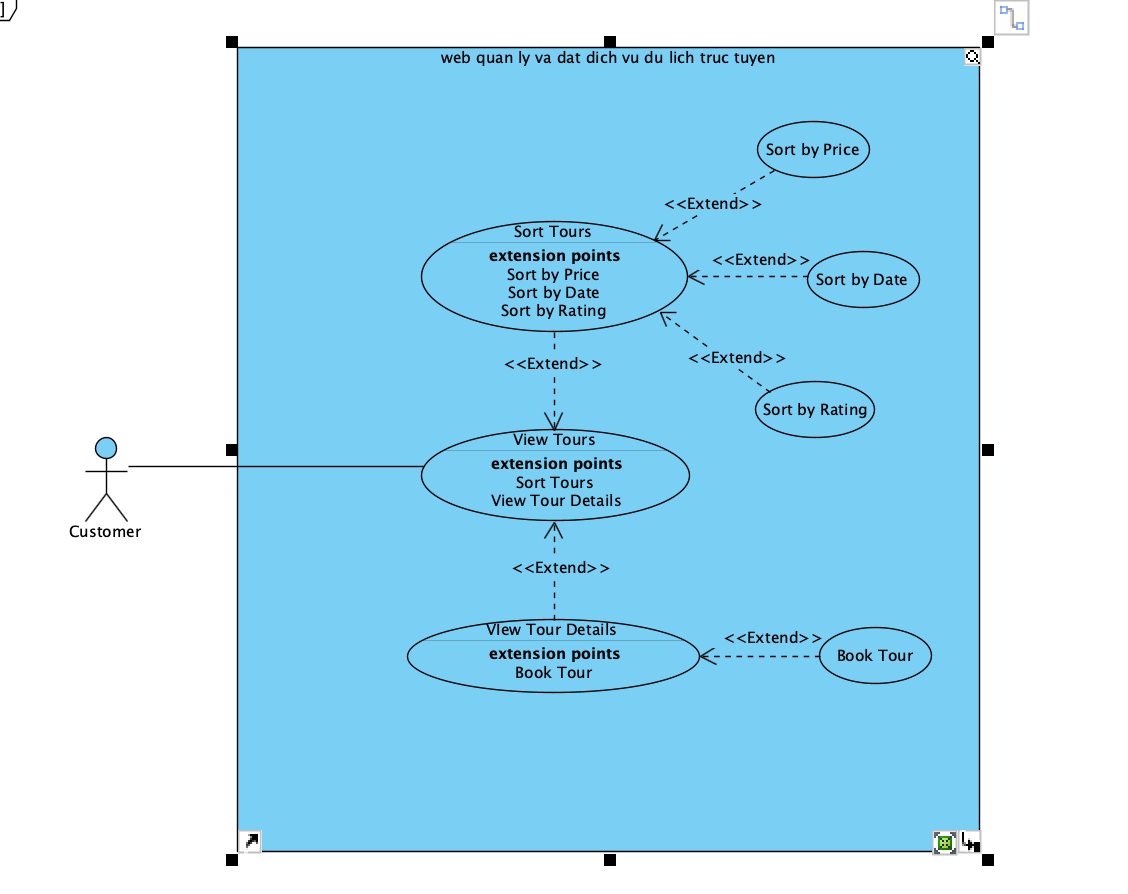 ]
web quan ly va dat dich vu du lich truc tuyen
Sort by Price
<<Extend>>
Sort Tours
extension points
Sort by Price
Sort by Date
Sort by Rating
<<Extend>>
Sort by Date
<<Extend>>
<<Extend>>
Sort by Rating
View Tours
extension points
Sort Tours
View Tour Details
Customer
<<Extend>>
VIew Tour Details
extension points
Book Tour
<<Extend>>
Book Tour